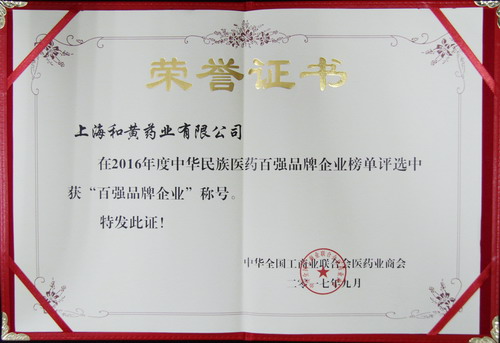 荣誉证书
上海和黄药业有限公司
在2016年度中华民族医药百强品牌企业榜单评选中
获“百强品牌企业”称号。
特发此证！
中华全国工商业联合会医药业商会
二〇一七年九月